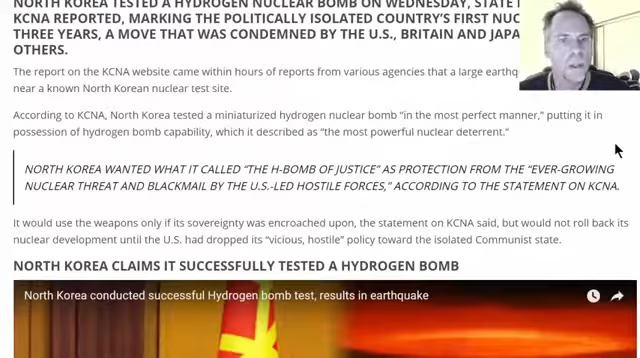 NORTH KOREA TESTED A HYDROGEN NUCLEAR BOMB ON WEDNESDAY, STATE
KCNA REPORTED, MARKING THE POLITICALLY ISOLATED COUNTRY'S FIRST
THREE YEARS, A MOVE THAT WAS CONDEMNED BY THE U.S., BRITAIN AND
OTHERS.
The report on the KCNA website came within hours of reports from various agencies that a large
near a known North Korean nuclear test site.
According to KCNA, North Korea tested a miniaturized hydrogen nuclear bomb “in the most perfect manner,” putting it in
possession of hydrogen bomb capability, which it described as “the most powerful nuclear deterrent.”
NORTH KOREA WANTED WHAT IT CALLED “THE H-BOMB OF JUSTICE” AS PROTECTION FROM THE “EVER-GROWING
NUCLEAR THREAT AND BLACKMAIL BY THE U.S.-LED HOSTILE FORCES,” ACCORDING TO THE STATEMENT ON KCNA.
It would use the weapons only if its sovereignty was encroached upon, the statement on KCNA said, but would not roll back its
nuclear development until the U.S. had dropped its “vicious, hostile” policy toward the isolated Communist state.
NORTH KOREA CLAIMS IT SUCCESSFULLY TESTED A HYDROGEN BOMB
North Korea conducted successful Hydrogen bomb test, results in earthquake